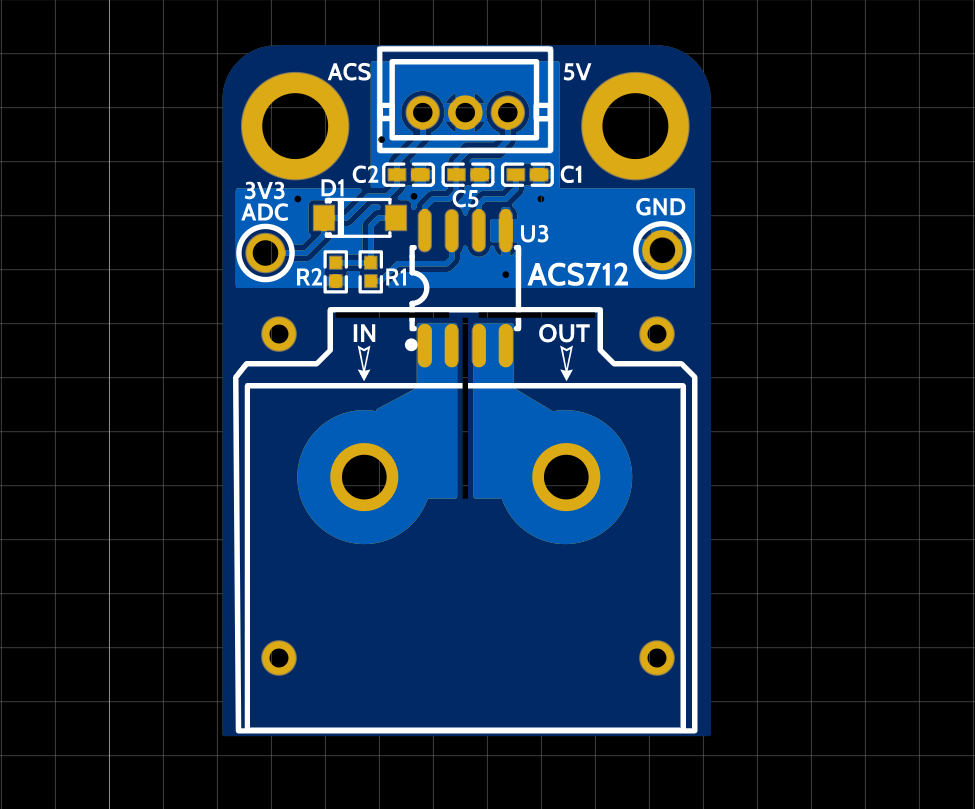 ACS 5V
C2 C1
3V3 D1
ADC
C5
GND
U3
R2 R1
ACS712
IN OUT